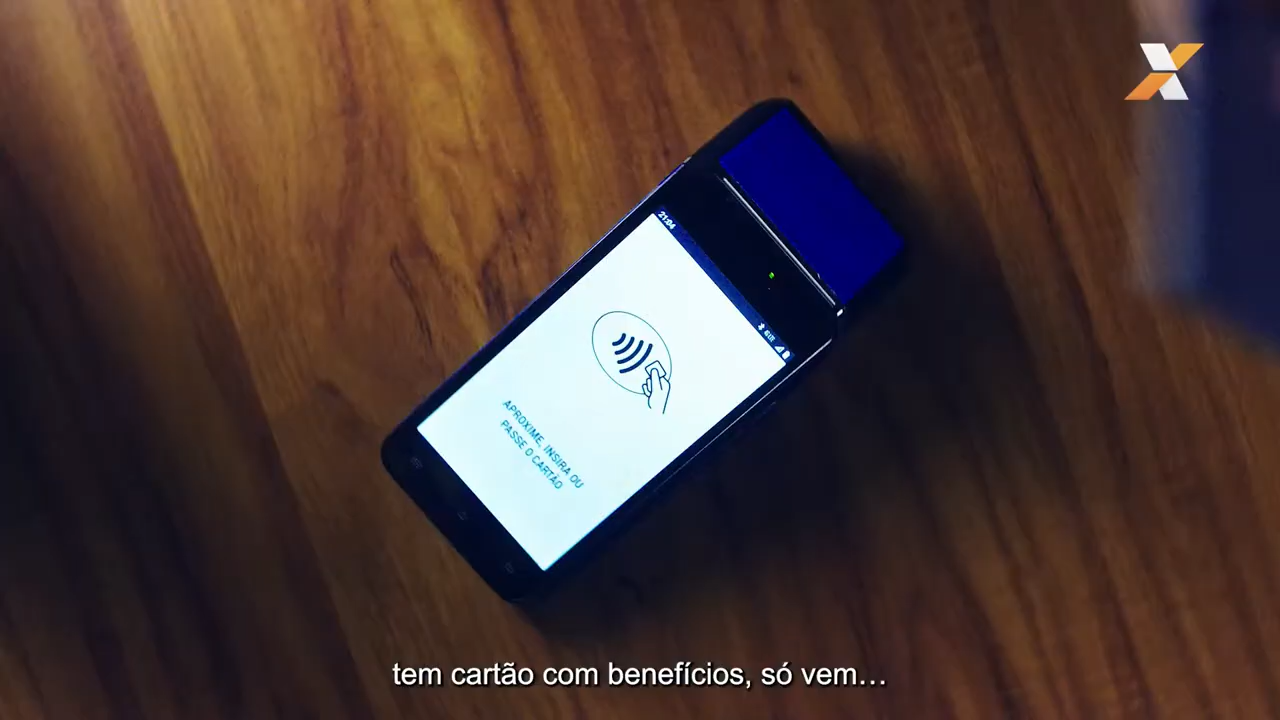 21:04
APROXIME, INSIRA OU
PASSE O CARTÃO
tem cartão com benefícios, só vem…